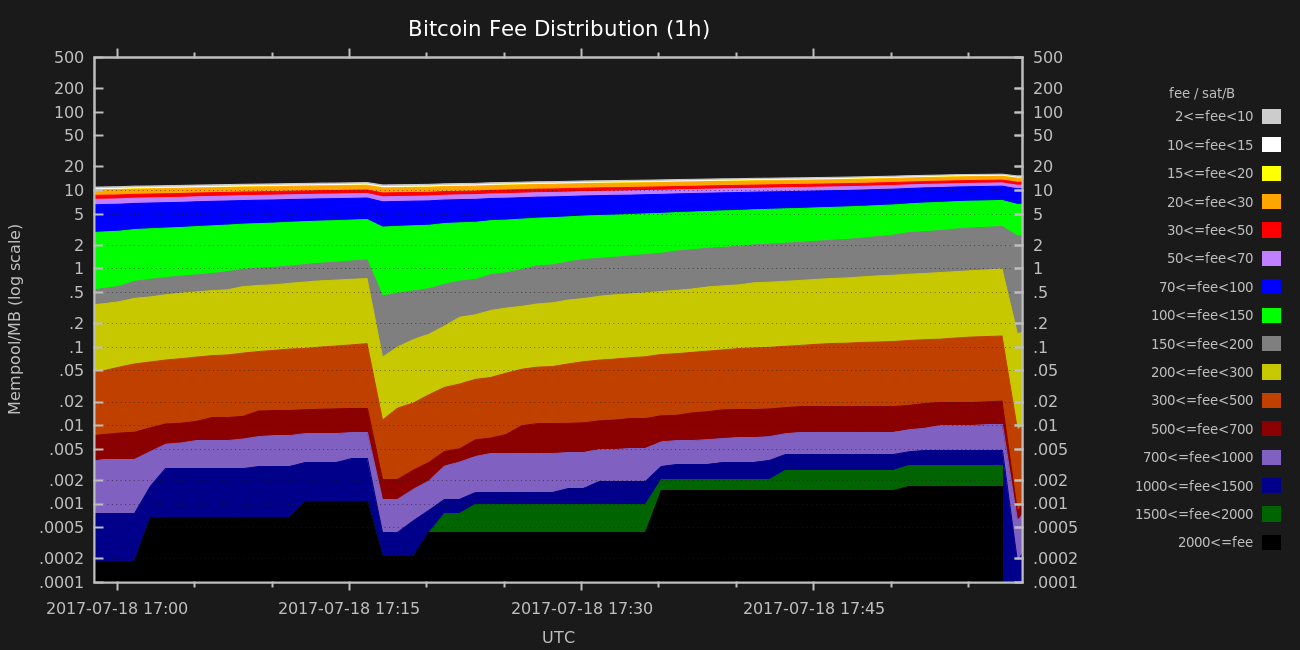 Bitcoin Fee Distribution (1h)
Mempool/MB (log scale)
500
200
100
50
20
10
5
2
1
.5
.2
.1
.05
.02
.01
.005
.002
.001
.0005
.0002
.0001
500
200
100
50
20
10
5
2
1
.5
.2
.1
.05
.02
.01
.005
.002
.001
.0005
.0002
.0001
2017-07-18 17:00 2017-07-18 17:15 2017-07-18 17:30 2017-07-18 17:45
UTC
fee / sat/B
2<=fee<10
10<=fee<15
15<=fee<20
20<=fee<30
30<=fee<50
50<=fee<70
70<=fee<100
100<=fee<150
150<=fee<200
200<=fee<300
300<=fee<500
500<=fee<700
700<=fee<1000
1000<=fee<1500
1500<=fee<2000
2000<=fee